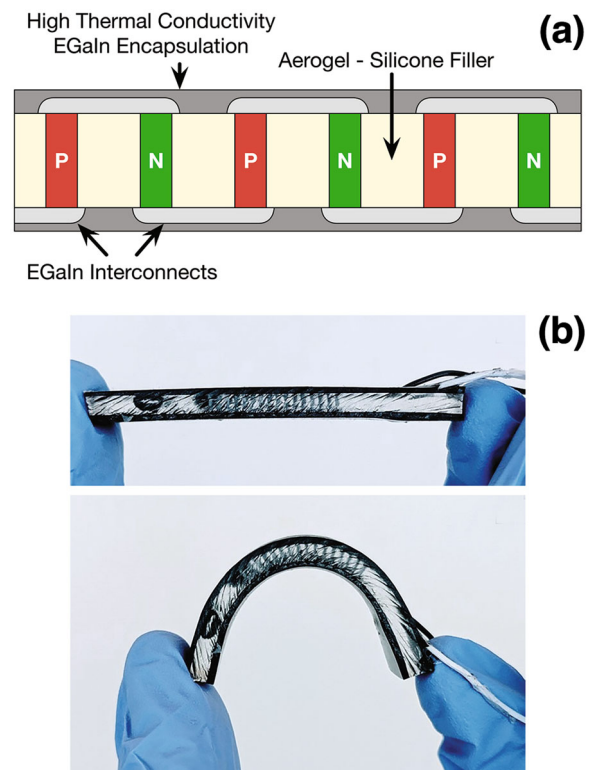 (a)
High Thermal Conductivity
EGaIn Encapsulation
Aerogel - Silicone Filler
P
N
P
N
P
N
EGaIn Interconnects
(b)